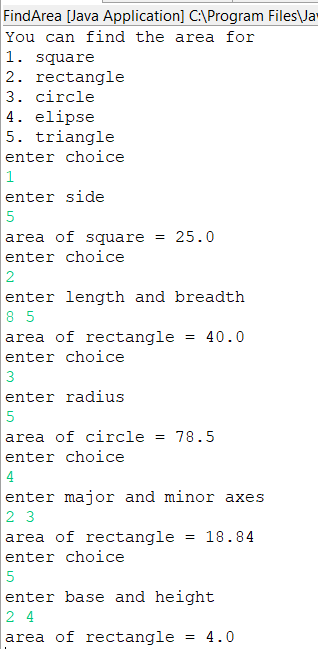 FindArea [Java Application] C:\Program Files\Jav
You can find the area for
1. square
2. rectangle
3. circle
4. elipse
5. triangle
enter choice
1
enter side
5
area of square = 25.0
enter choice
2
enter length and breadth
8 5
area of rectangle = 40.0
enter choice
3
enter radius
5
area of circle = 78.5
enter choice
4
enter major and minor axes
2 3
area of rectangle = 18.84
enter choice
5
enter base and height
2 4
area of rectangle = 4.0